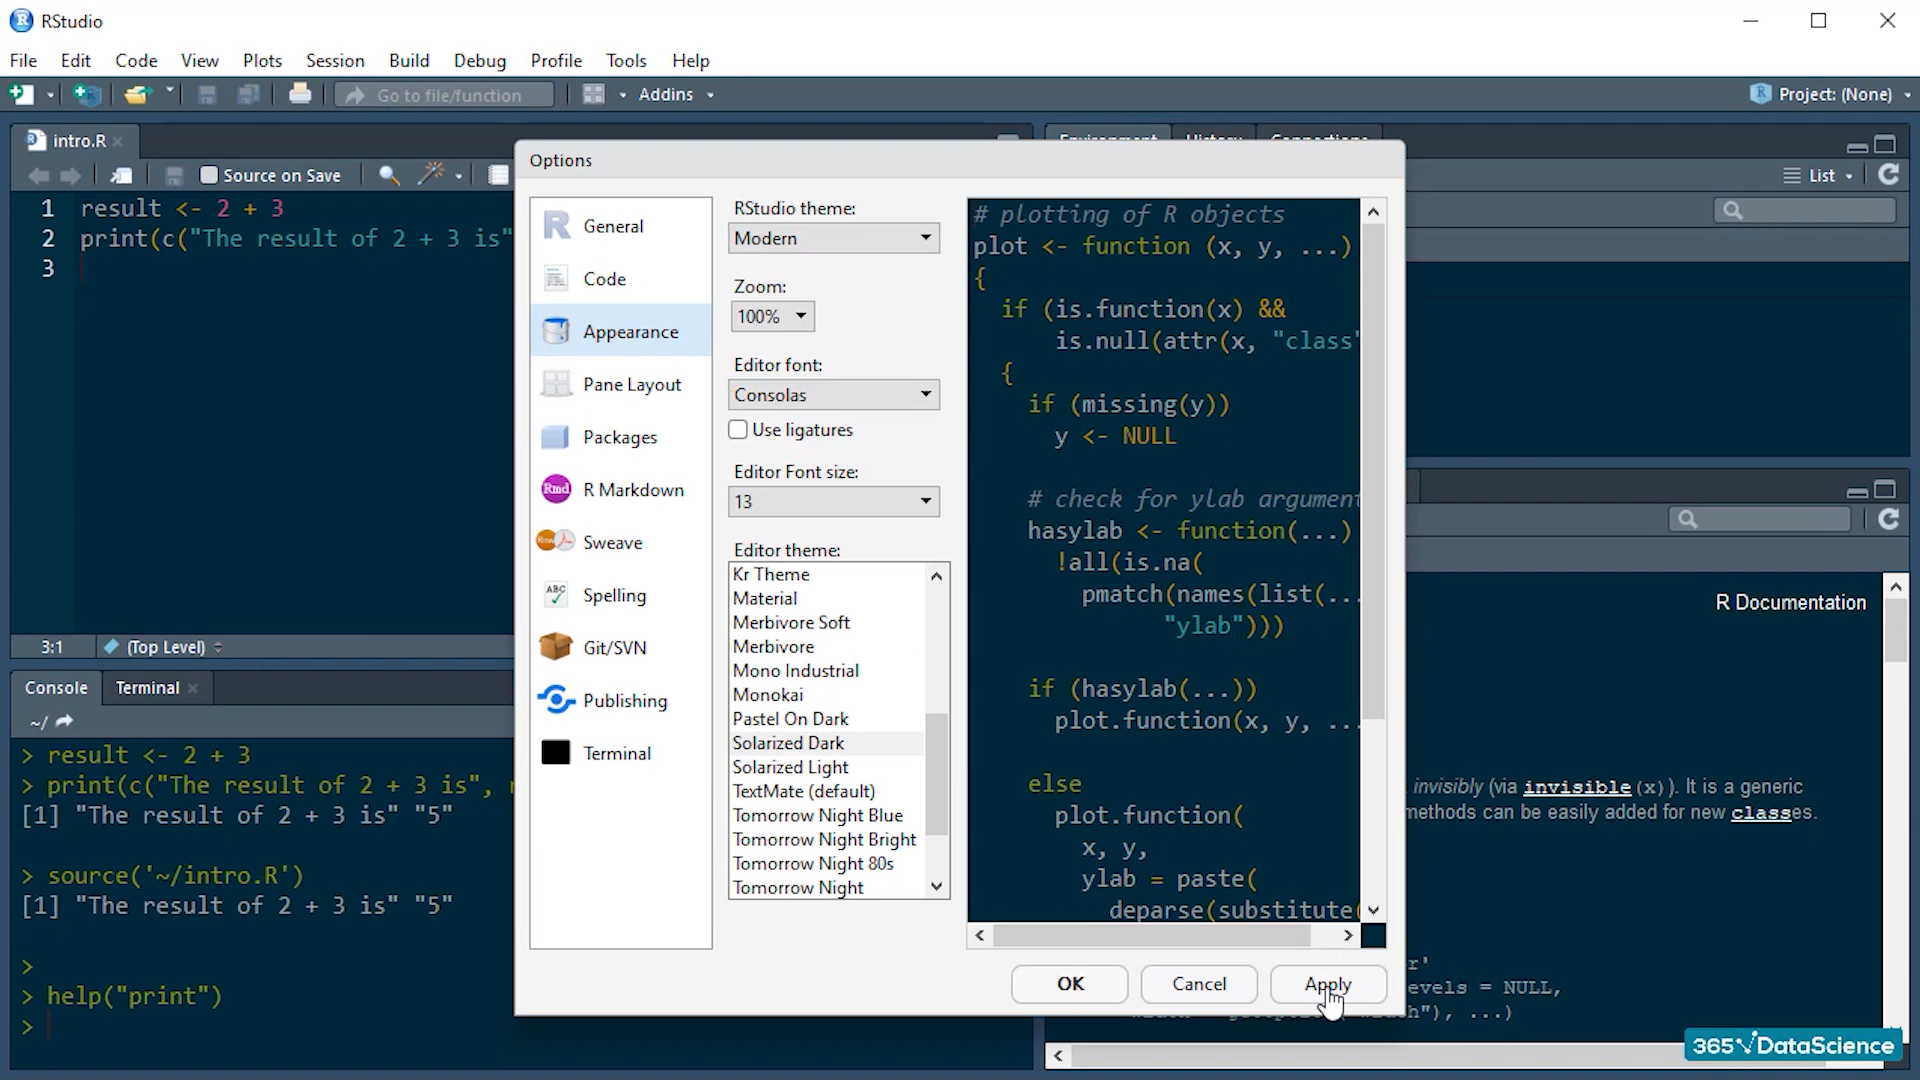 RStudio
File Edit Code View Plots Session Build Debug Profile Tools Help
Go to file/function Addins Project: (None)
intro.R
Source on Save
1 result <- 2 + 3
2 print(c("The result of 2 + 3 is"
3
3:1 (Top Level)
Console Terminal
~/
> result <- 2 + 3
> print(c("The result of 2 + 3 is",
[1] "The result of 2 + 3 is" "5"
> source('~/intro.R')
[1] "The result of 2 + 3 is" "5"
>
> help("print")
>
Options
General
Code
Appearance
Pane Layout
Packages
Rmd R Markdown
Sweave
ABC Spelling
Git/SVN
Publishing
Terminal
RStudio theme:
Modern
Zoom:
100%
Editor font:
Consolas
Use ligatures
Editor Font size:
13
Editor theme:
Kr Theme
Material
Merbivore Soft
Merbivore
Mono Industrial
Monokai
Pastel On Dark
Solarized Dark
Solarized Light
TextMate (default)
Tomorrow Night Blue
Tomorrow Night Bright
Tomorrow Night 80s
Tomorrow Night
# plotting of R objects
plot <- function (x, y, ...)
{
if (is.function(x) &&
is.null(attr(x, "class"
{
if (missing(y))
y <- NULL
# check for ylab argument
hasylab <- function(...)
!all(is.na(
pmatch(names(list(...
"ylab")))
if (hasylab(...))
plot.function(x, y, ...
else
plot.function(
x, y,
ylab = paste(
deparse(substitute(
OK Cancel Apply
Environment History Connections
List
R Documentation
invisibly (via invisible(x)). It is a generic
methods can be easily added for new classes.
r'
evels = NULL,
"), ...)
365 DataScience